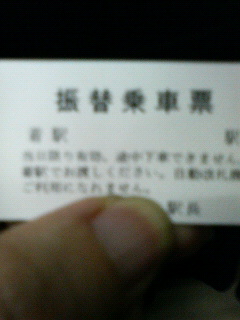 振替乗車票
着駅 駅
当日限り有効、途中下車できません。
着駅でお渡しください。自動改札機
ご利用になれません。
駅長